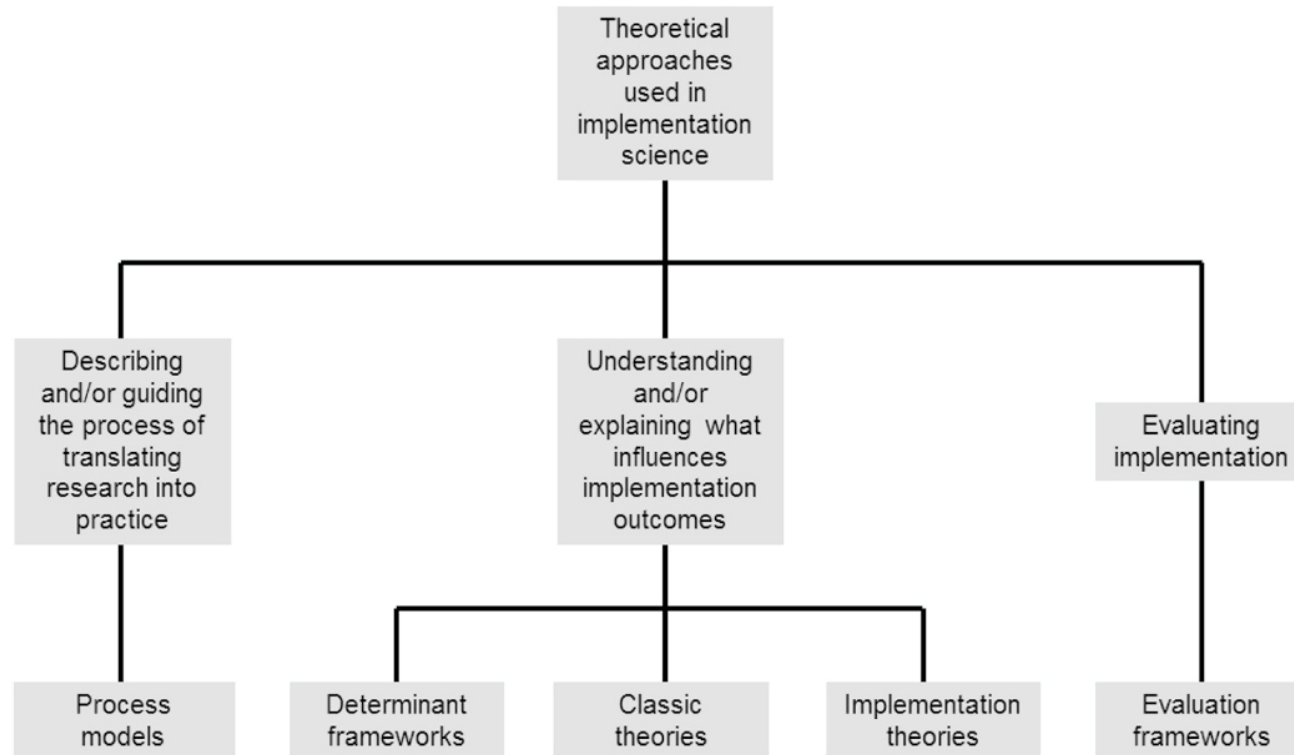 Theoretical
approaches
used in
implementation
science
Describing
and/or guiding
the process of
translating
research into
practice
Understanding
and/or
explaining what
influences
implementation
outcomes
Evaluating
implementation
Process
models
Determinant
frameworks
Classic
theories
Implementation
theories
Evaluation
frameworks